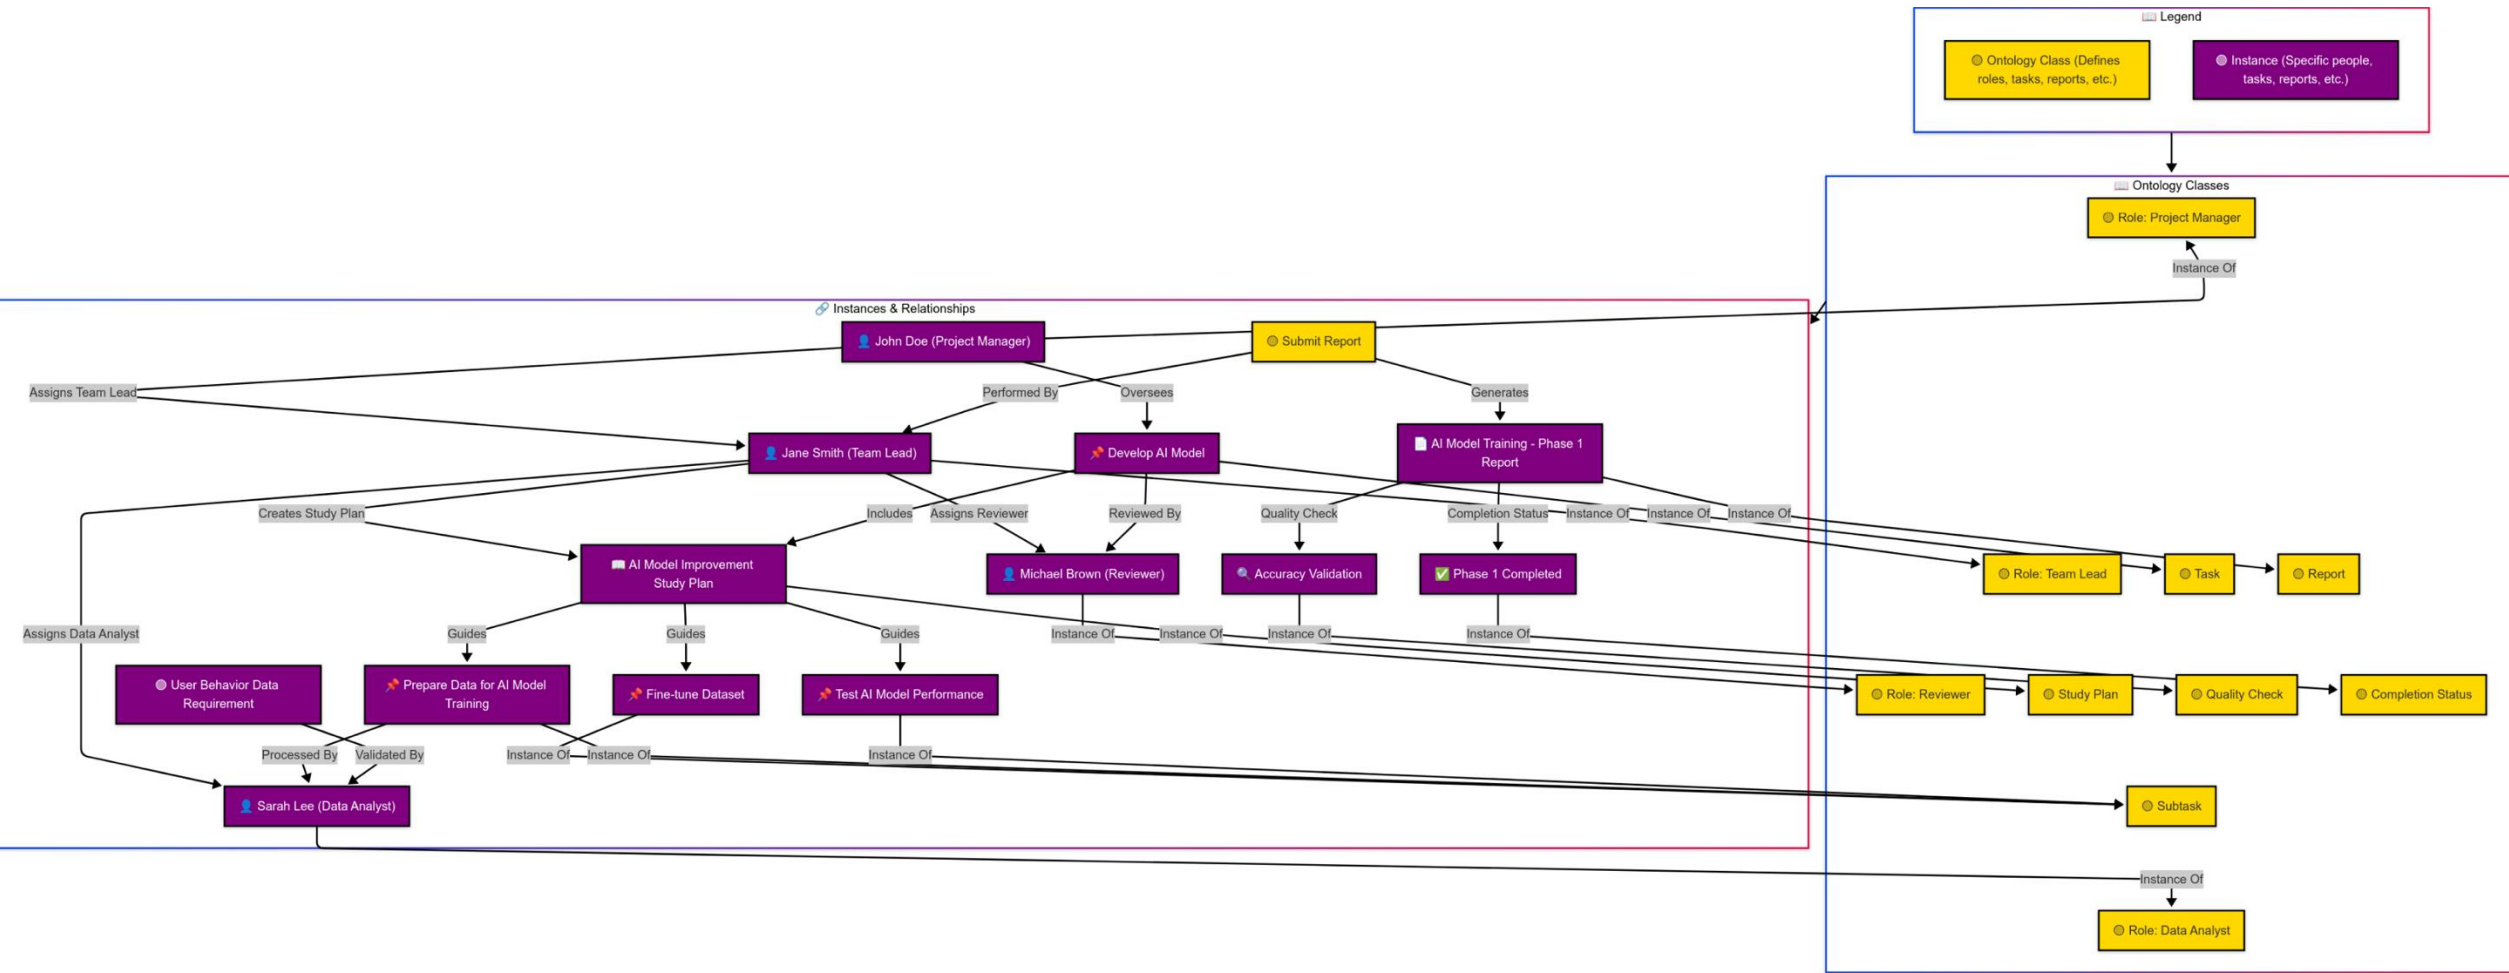 📖 Legend
🟡 Ontology Class (Defines
roles, tasks, reports, etc.)
🟣 Instance (Specific people,
tasks, reports, etc.)
📖 Ontology Classes
🟡 Role: Project Manager
Instance Of
🔗 Instances & Relationships
👤 John Doe (Project Manager)
🟡 Submit Report
Assigns Team Lead
Performed By
Oversees
Generates
👤 Jane Smith (Team Lead)
📌 Develop AI Model
📄 AI Model Training - Phase 1
Report
Creates Study Plan
Includes
Assigns Reviewer
Reviewed By
Quality Check
Completion Status
Instance Of
Instance Of
Instance Of
📖 AI Model Improvement
Study Plan
👤 Michael Brown (Reviewer)
🔍 Accuracy Validation
✅ Phase 1 Completed
🟡 Role: Team Lead
🟡 Task
🟡 Report
Assigns Data Analyst
Guides
Guides
Guides
Instance Of
Instance Of
Instance Of
Instance Of
🟣 User Behavior Data
Requirement
📌 Prepare Data for AI Model
Training
📌 Fine-tune Dataset
📌 Test AI Model Performance
🟡 Role: Reviewer
🟡 Study Plan
🟡 Quality Check
🟡 Completion Status
Processed By
Validated By
Instance Of
Instance Of
Instance Of
👤 Sarah Lee (Data Analyst)
🟡 Subtask
Instance Of
🟡 Role: Data Analyst